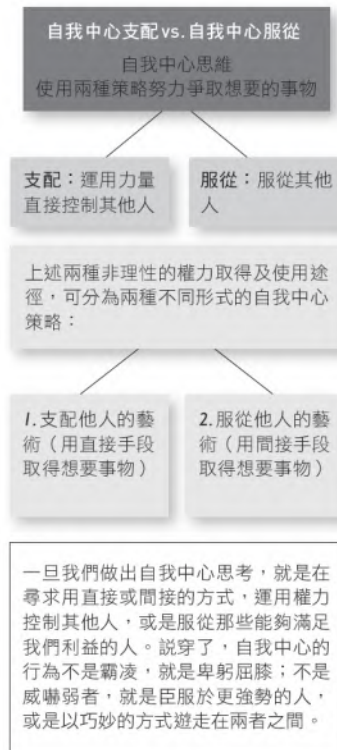 自我中心支配 vs. 自我中心服從
自我中心思維
使用兩種策略努力爭取想要的事物
支配：運用力量
直接控制其他人
服從：服從其他
人
上述兩種非理性的權力取得及使用途
徑，可分為兩種不同形式的自我中心
策略：
1. 支配他人的藝
術（用直接手段
取得想要事物）
2. 服從他人的藝
術（用間接手段
取得想要事物）
一旦我們做出自我中心思考，就是在
尋求用直接或間接的方式，運用權力
控制其他人，或是服從那些能夠滿足
我們利益的人。說穿了，自我中心的
行為不是霸凌，就是卑躬屈膝；不是
威嚇弱者，就是臣服於更強勢的人，
或是以巧妙的方式遊走在兩者之間。